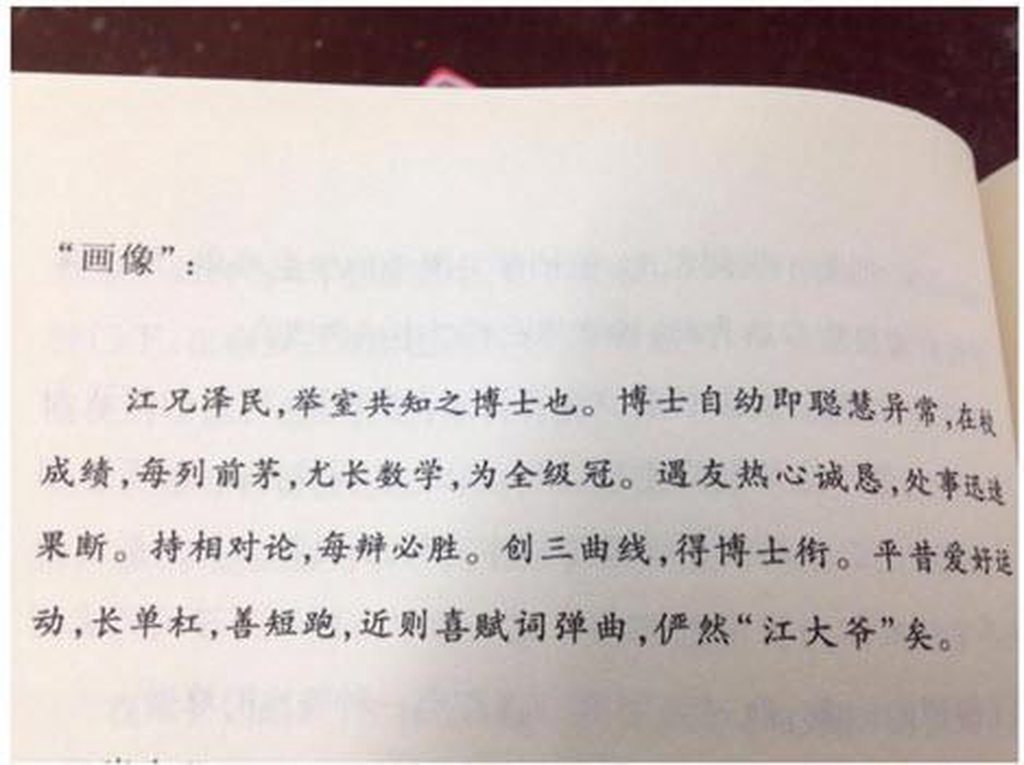 “画像”：
江兄泽民,举室共知之博士也。博士自幼即聪慧异常,在校
成绩,每列前茅,尤长数学,为全级冠。遇友热心诚恳,处事迅速
果断。持相对论,每辩必胜。创三曲线,得博士衔。平昔爱好运
动,长单杠,善短跑,近则喜赋词弹曲,俨然“江大爷”矣。